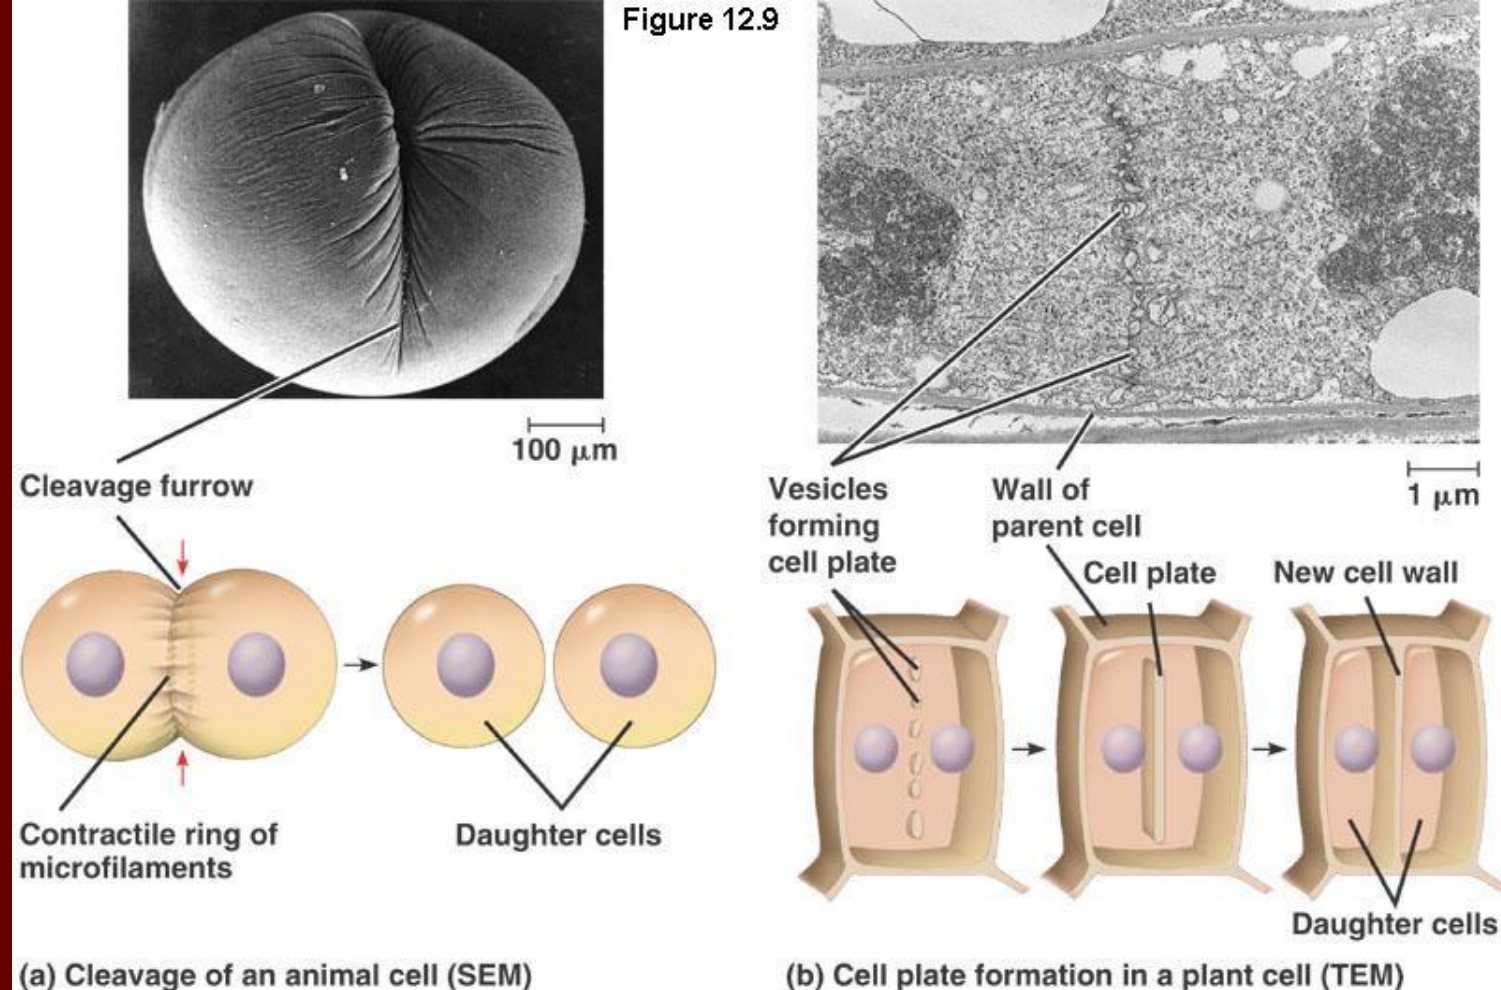 Figure 12.9
100 μm
Cleavage furrow
Contractile ring of
microfilaments
Daughter cells
(a) Cleavage of an animal cell (SEM)
1 μm
Vesicles
forming
cell plate
Wall of
parent cell
Cell plate
New cell wall
Daughter cells
(b) Cell plate formation in a plant cell (TEM)